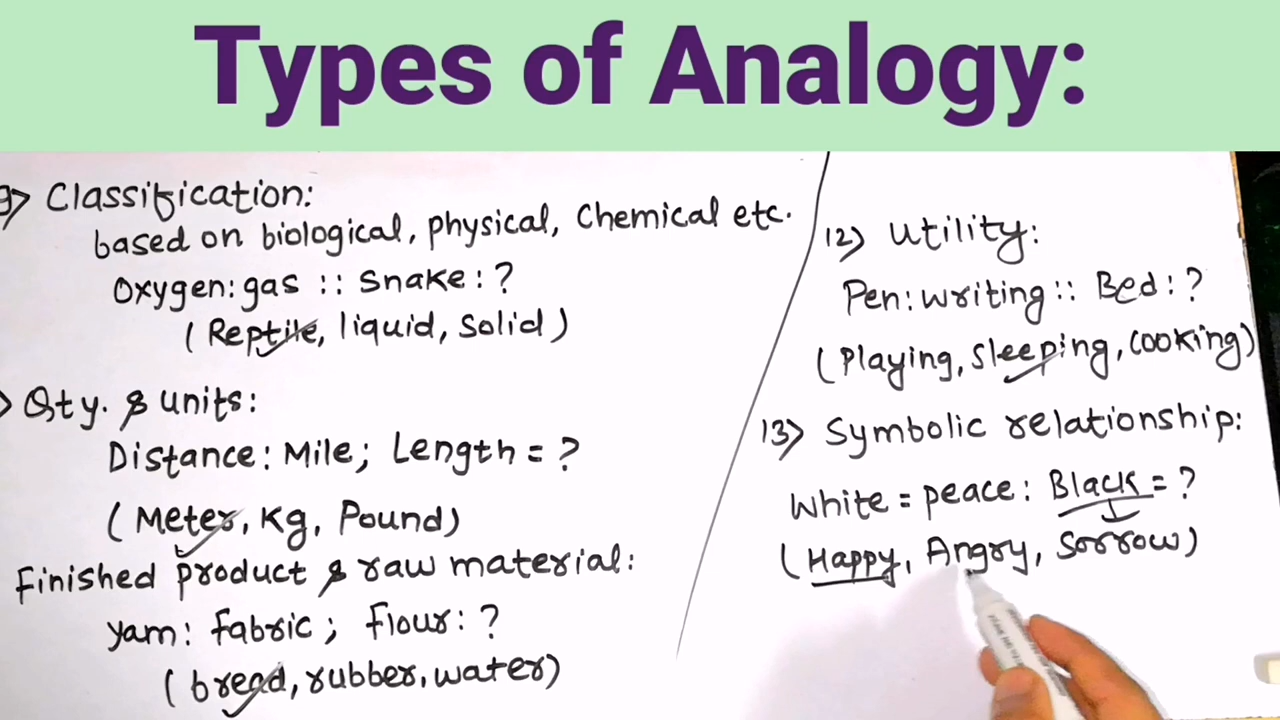 Types of Analogy:
9) Classification:
based on biological, physical, Chemical etc.
Oxygen: gas :: Snake: ?
(Reptile, liquid, solid)
Qty. & units:
Distance: Mile; Length = ?
(Meter, Kg, Pound)
Finished product & raw material:
yarn: fabric; flour: ?
(bread, rubber, water)
12) Utility:
Pen: writing :: Bed: ?
(Playing, sleeping, cooking)
13) Symbolic relationship:
White = peace: Black = ?
(Happy, Angry, Sorrow)